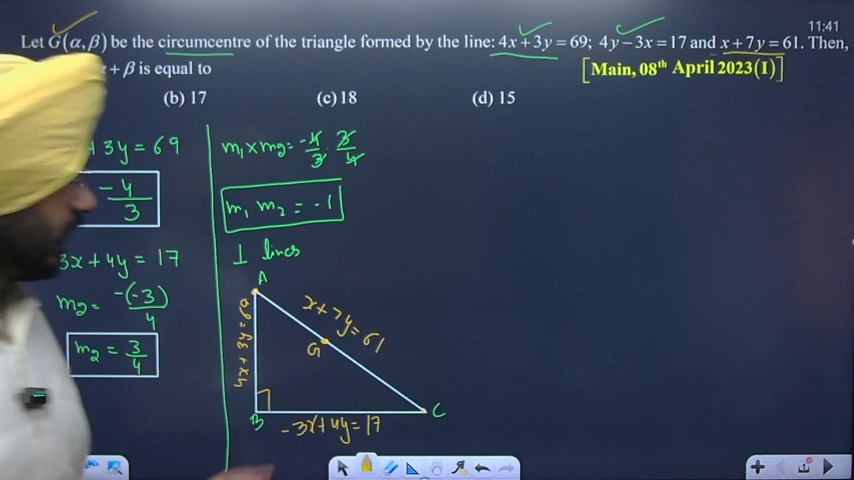 11:41
Let G(α,β) be the circumcentre of the triangle formed by the line: 4x+3y=69; 4y−3x=17 and x+7y=61. Then,
+ β is equal to
[Main, 08th April 2023(I)]
(b) 17 (c) 18 (d) 15
+ 3y = 69
-4/3
3x+4y = 17
m2 = -(-3)/4
m2 = 3/4
m1 × m2 = -4/3 . 3/4
m1 m2 = -1
⊥ lines
A
x+7y=61
4x+3y=69
G
B
C
-3x+4y=17